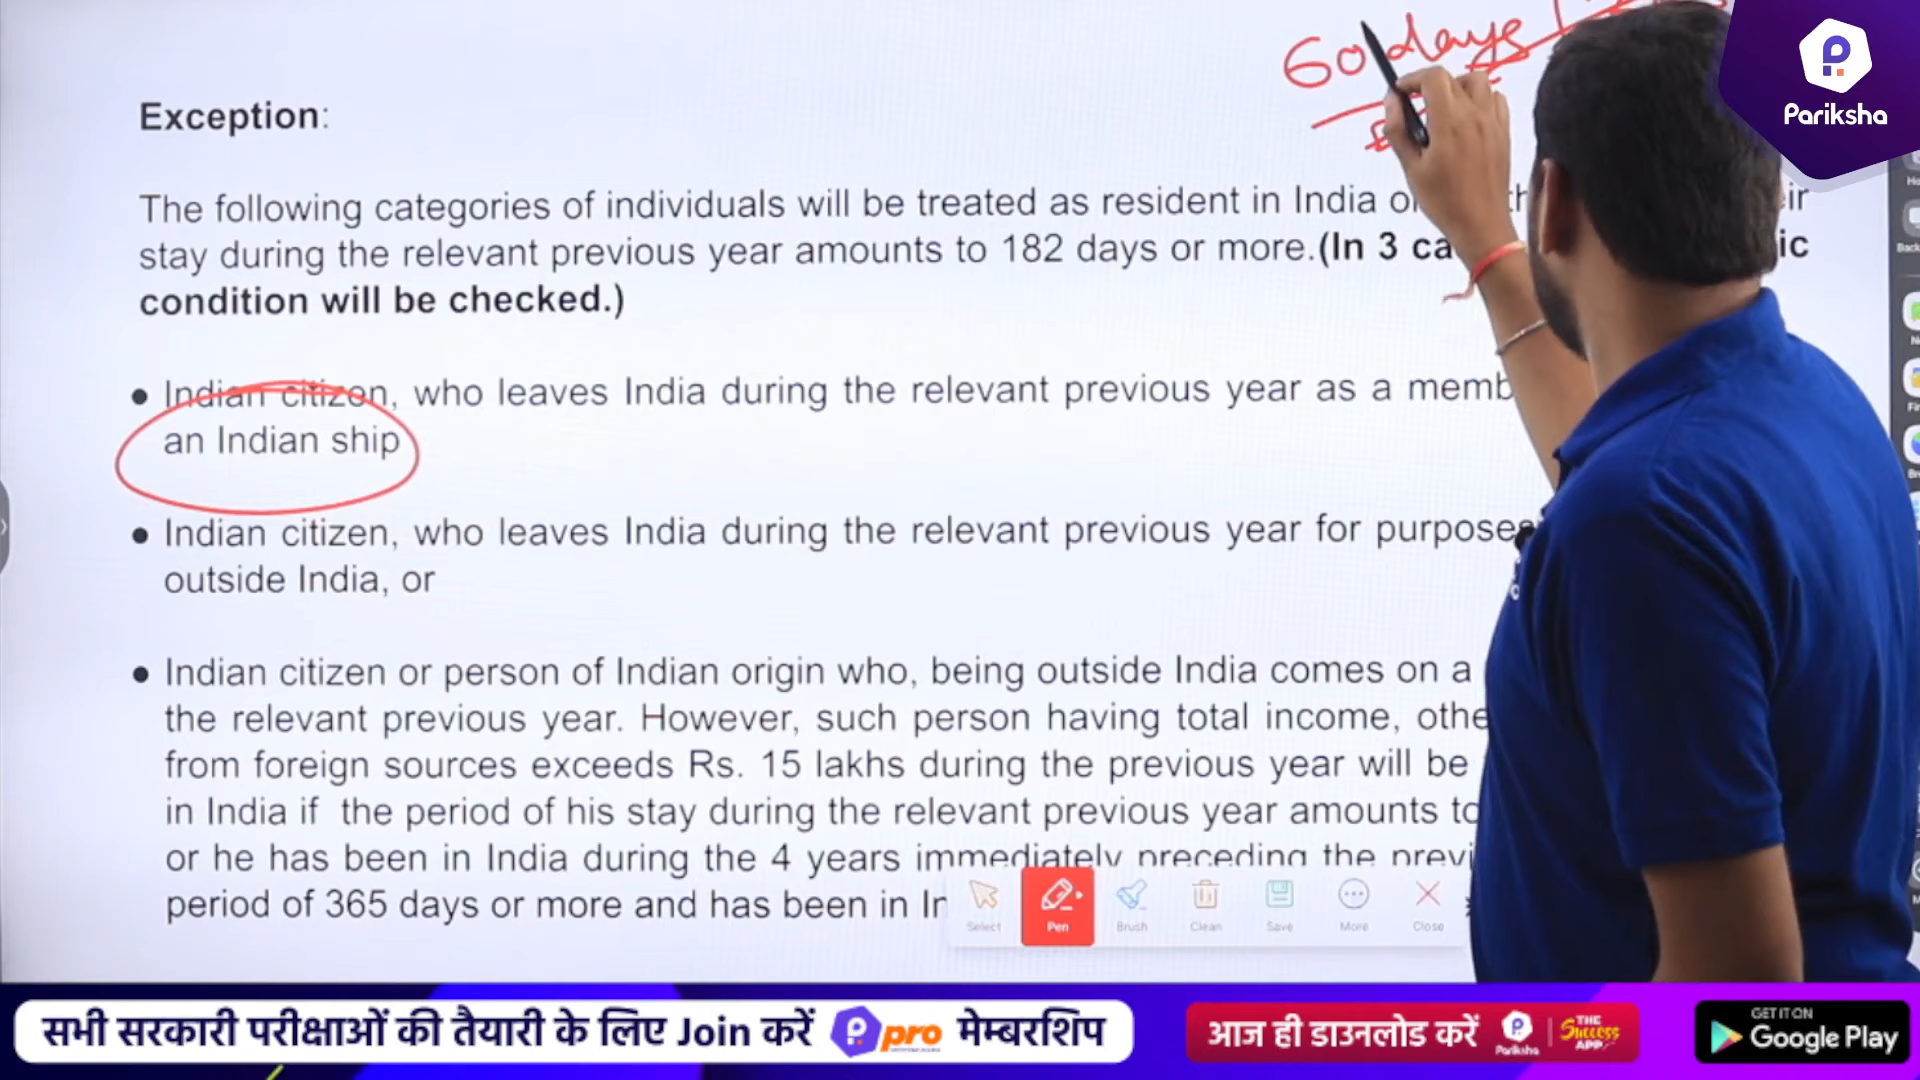 60 days
Pariksha
Exception:
The following categories of individuals will be treated as resident in India
stay during the relevant previous year amounts to 182 days or more.(In 3
condition will be checked.)
• Indian citizen, who leaves India during the relevant previous year as a
an Indian ship
• Indian citizen, who leaves India during the relevant previous year for
outside India, or
• Indian citizen or person of Indian origin who, being outside India comes on a
the relevant previous year. However, such person having total income,
from foreign sources exceeds Rs. 15 lakhs during the previous year will be
in India if the period of his stay during the relevant previous year amounts
or he has been in India during the 4 years immediately preceding the
period of 365 days or more and has been in
Select Pen Brush Clean Save More Close
सभी सरकारी परीक्षाओं की तैयारी के लिए Join करें pro मेम्बरशिप
आज ही डाउनलोड करें Pariksha THE Success APP
GET IT ON
Google Play